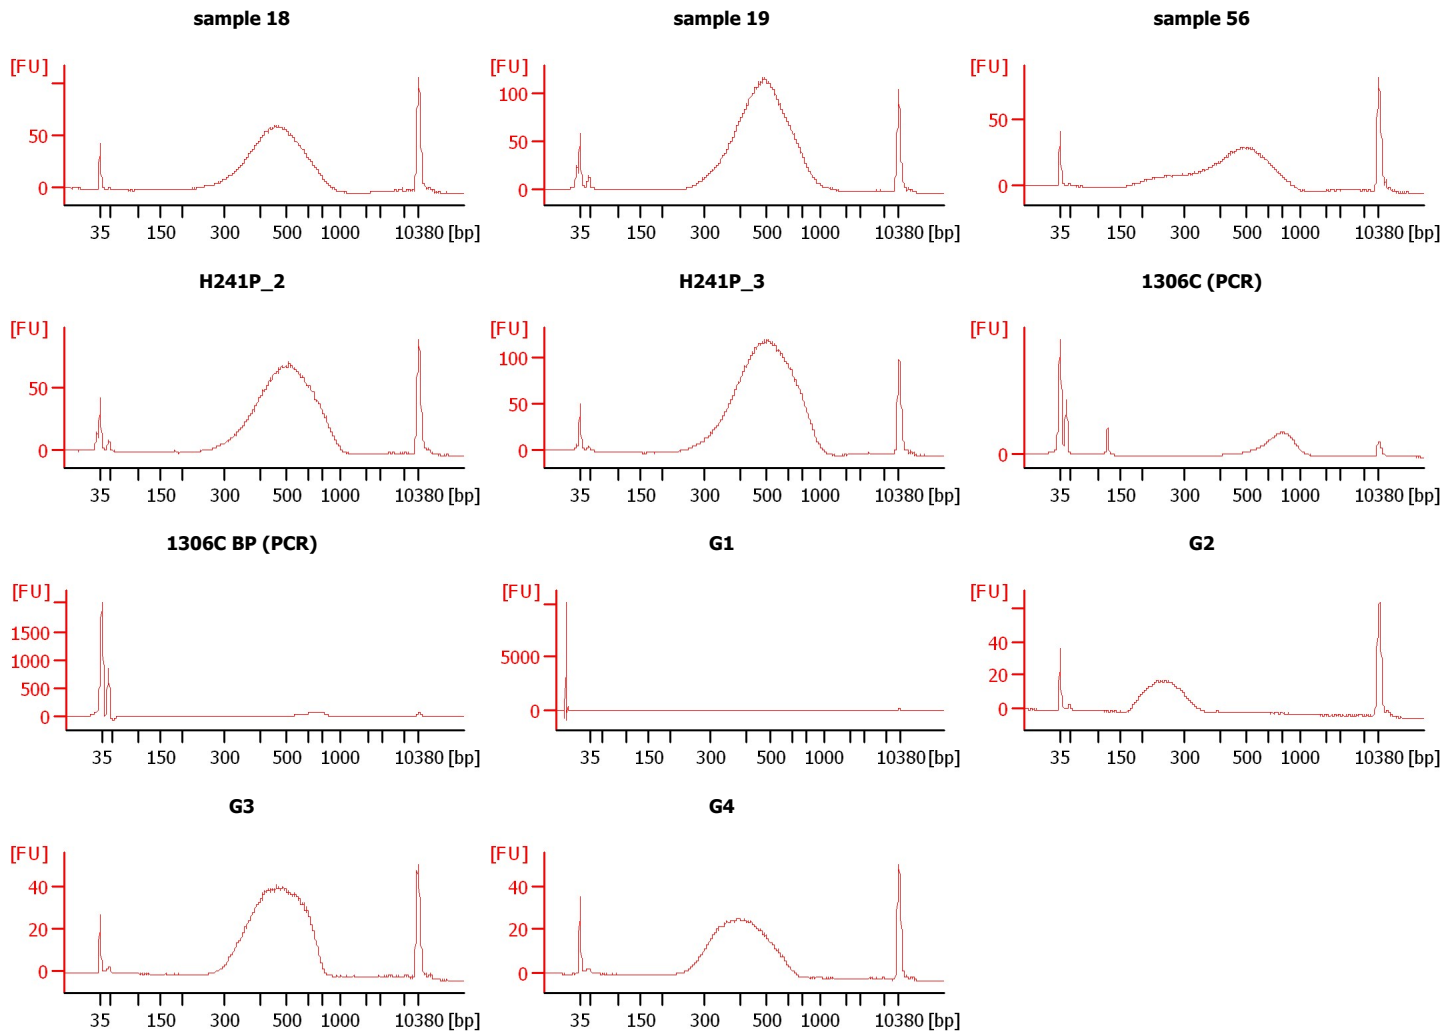 sample 18 sample 19 sample 56
[FU] [FU] [FU]
100
50 50 50
0 0 0
35 150 300 500 1000 10380 [bp] 35 150 300 500 1000 10380 [bp] 35 150 300 500 1000 10380 [bp]
H241P_2 H241P_3 1306C (PCR)
[FU] [FU] [FU]
100
50 50
0 0 0
35 150 300 500 1000 10380 [bp] 35 150 300 500 1000 10380 [bp] 35 150 300 500 1000 10380 [bp]
1306C BP (PCR) G1 G2
[FU] [FU] [FU]
1500
1000 5000 40
500 20
0 0 0
35 150 300 500 1000 10380 [bp] 35 150 300 500 1000 10380 [bp] 35 150 300 500 1000 10380 [bp]
G3 G4
[FU] [FU]
40 40
20 20
0 0
35 150 300 500 1000 10380 [bp] 35 150 300 500 1000 10380 [bp]